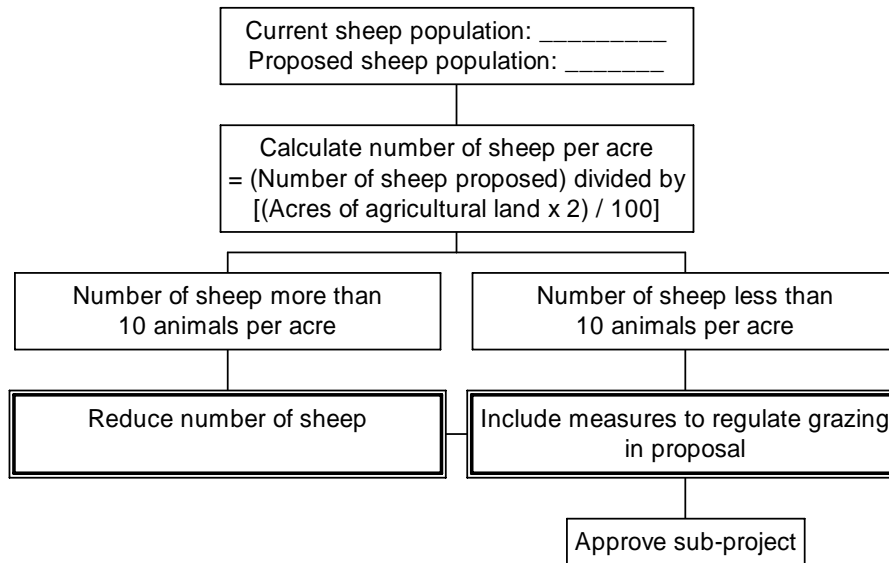 Current sheep population: _________
Proposed sheep population: _______
Calculate number of sheep per acre
= (Number of sheep proposed) divided by
[(Acres of agricultural land x 2) / 100]
Number of sheep more than
10 animals per acre
Number of sheep less than
10 animals per acre
Reduce number of sheep
Include measures to regulate grazing
in proposal
Approve sub-project